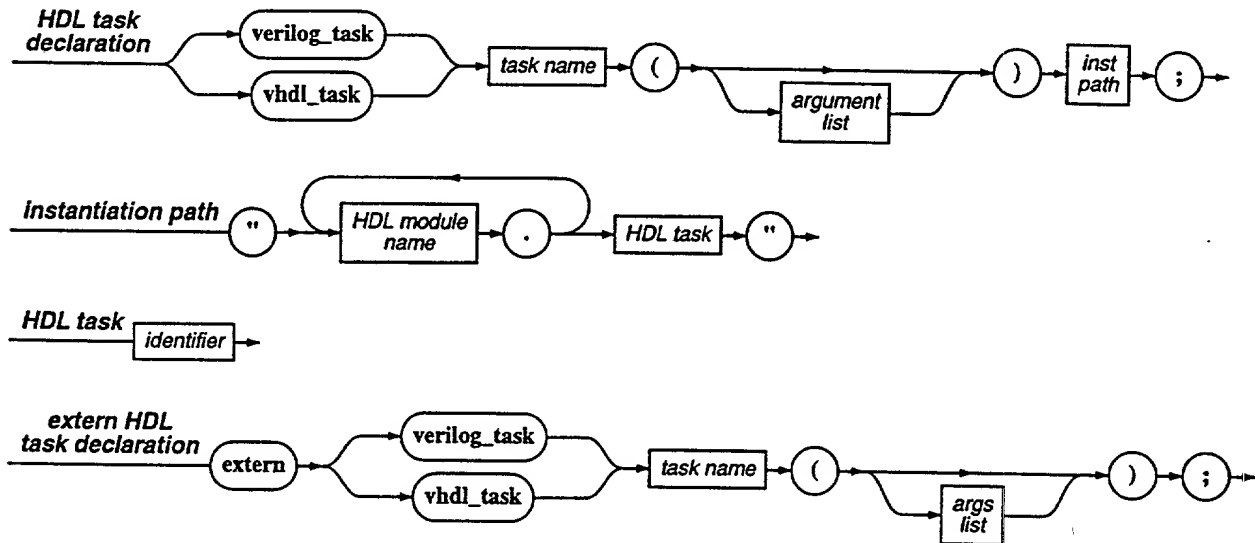 HDL task
declaration
verilog_task
vhdl_task
task name
(
argument
list
)
inst
path
;
instantiation path
"
HDL module
name
.
HDL task
"
HDL task
identifier
extern HDL
task declaration
extern
verilog_task
vhdl_task
task name
(
args
list
)
;